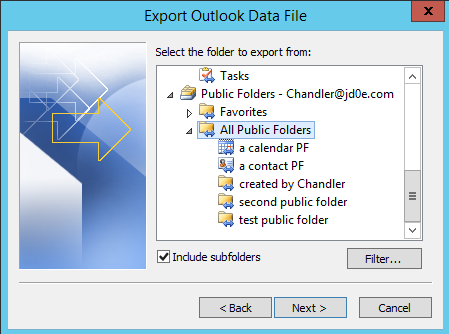 Export Outlook Data File
x
Select the folder to export from:
Tasks
Public Folders - Chandler@jd0e.com
Favorites
All Public Folders
a calendar PF
a contact PF
created by Chandler
second public folder
test public folder
Include subfolders
Filter...
< Back
Next >
Cancel